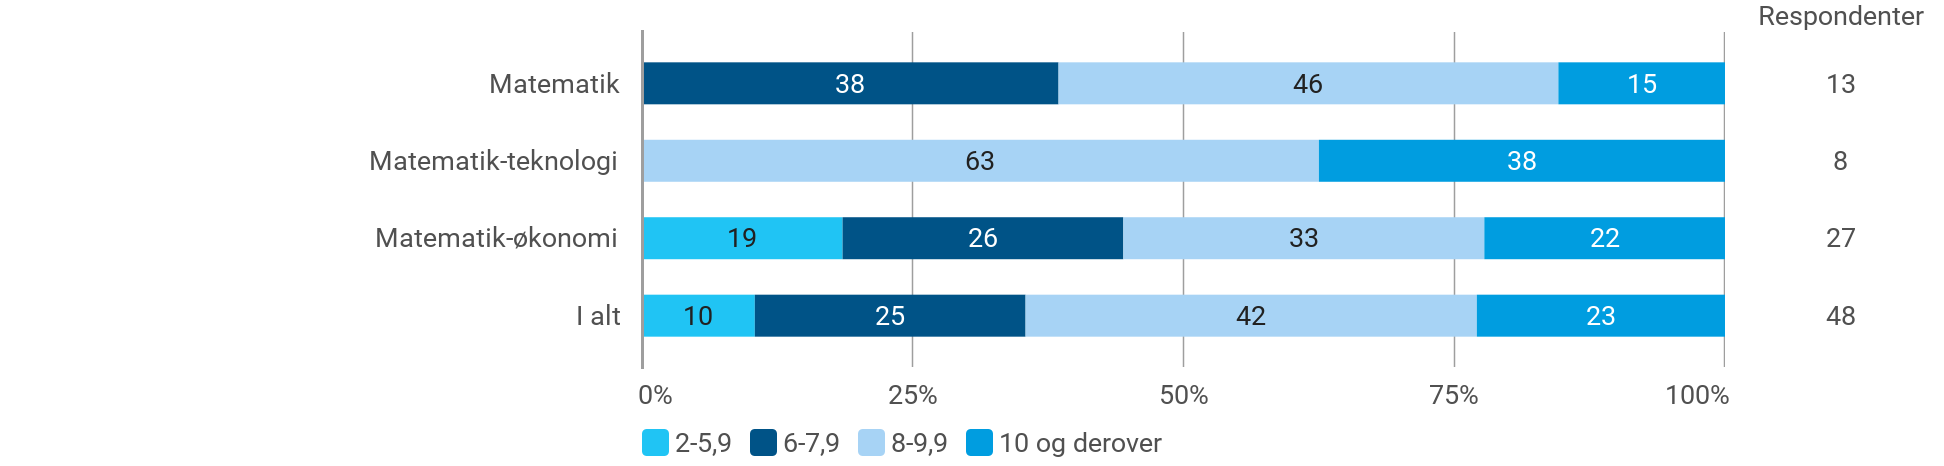 Respondenter
Matematik 38 46 15 13
Matematik-teknologi 63 38 8
Matematik-økonomi 19 26 33 22 27
I alt 10 25 42 23 48
0% 25% 50% 75% 100%
2-5,9 6-7,9 8-9,9 10 og derover